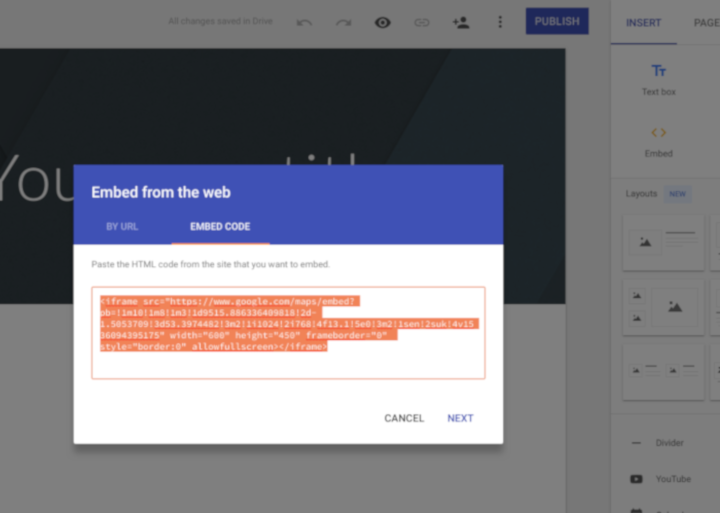 All changes saved in Drive
PUBLISH
INSERT
PAGE
Text box
Embed
Layouts
NEW
Embed from the web
BY URL
EMBED CODE
Paste the HTML code from the site that you want to embed.
<iframe src="https://www.google.com/maps/embed?
pb=!1m10!1m8!1m3!1d9515.886336409818!2d-
1.5053709!3d53.3974482!3m2!1i1024!2i768!4f13.1!5e0!3m2!1sen!2suk!4v15
36094395175" width="600" height="450" frameborder="0"
style="border:0" allowfullscreen></iframe>
CANCEL
NEXT
Divider
YouTube